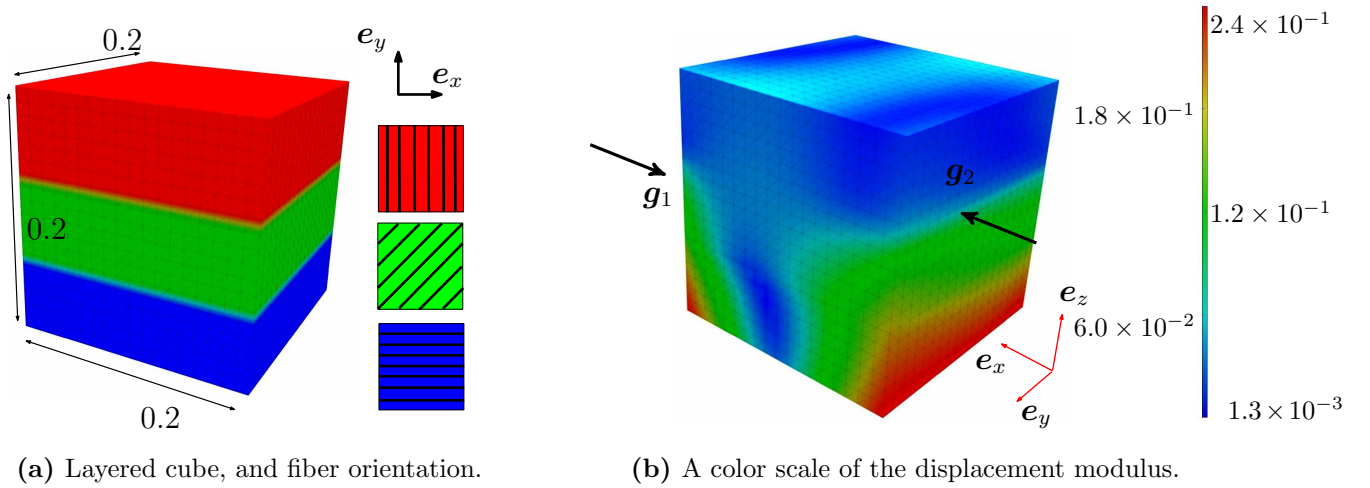 0.2
0.2
0.2
e_y
e_x
g_1
g_2
e_z
e_x
e_y
2.4 × 10^{-1}
1.8 × 10^{-1}
1.2 × 10^{-1}
6.0 × 10^{-2}
1.3 × 10^{-3}
(a) Layered cube, and fiber orientation.
(b) A color scale of the displacement modulus.